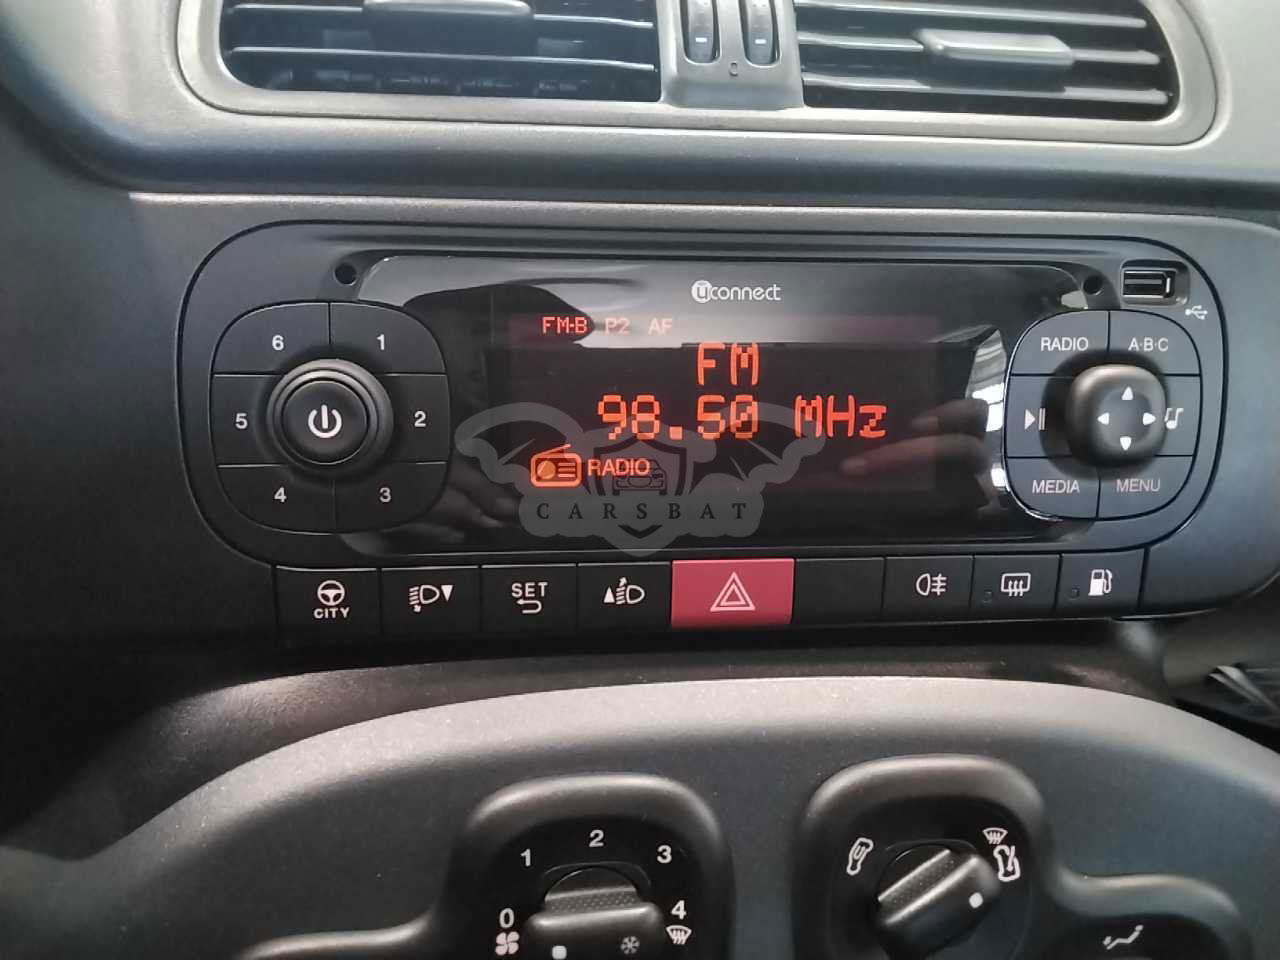 uconnect
FM-B P2 AF
FM
98.50 MHz
RADIO
CARSBAT
6 1
5 2
4 3
RADIO A·B·C
MEDIA MENU
CITY
SET
0 1 2 3 4